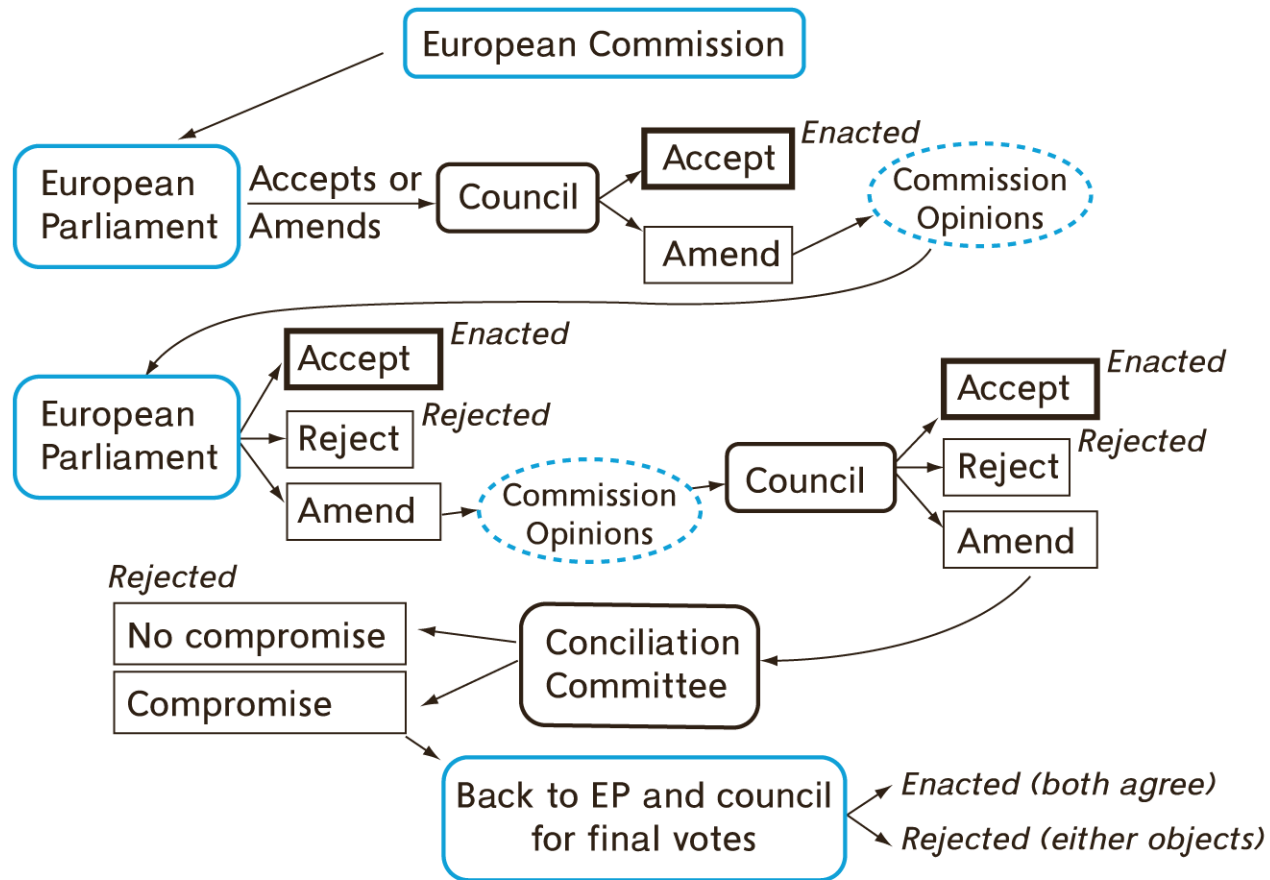 European Commission
European
Parliament
Accepts or
Amends
Council
Accept
Enacted
Amend
Commission
Opinions
European
Parliament
Accept
Enacted
Reject
Rejected
Amend
Commission
Opinions
Council
Accept
Enacted
Reject
Rejected
Amend
Conciliation
Committee
Rejected
No compromise
Compromise
Back to EP and council
for final votes
Enacted (both agree)
Rejected (either objects)